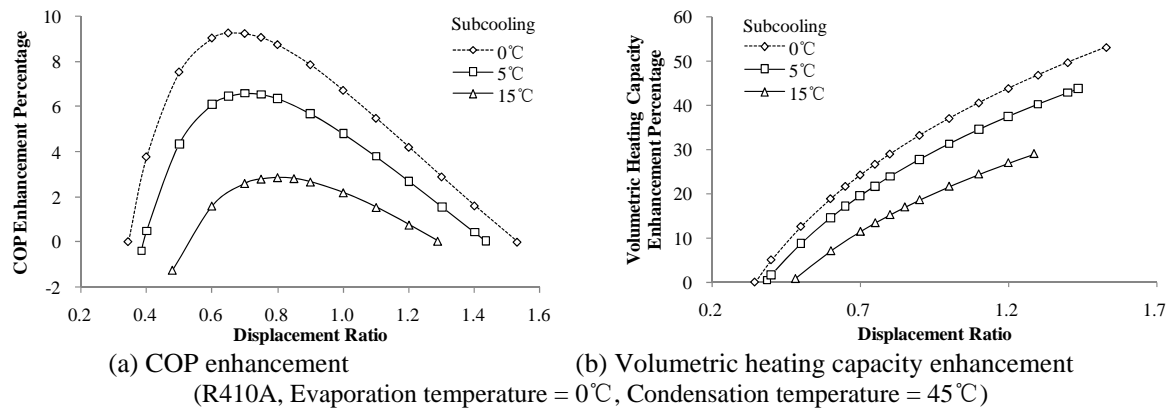 COP Enhancement Percentage
10
8
6
4
2
0
-2
0.2 0.4 0.6 0.8 1.0 1.2 1.4 1.6
Displacement Ratio
Subcooling
0℃
5℃
15℃
Volumetric Heating Capacity
Enhancement Percentage
60
50
40
30
20
10
0
0.2 0.7 1.2 1.7
Displacement Ratio
Subcooling
0℃
5℃
15℃
(a) COP enhancement
(b) Volumetric heating capacity enhancement
(R410A, Evaporation temperature = 0℃, Condensation temperature = 45℃)